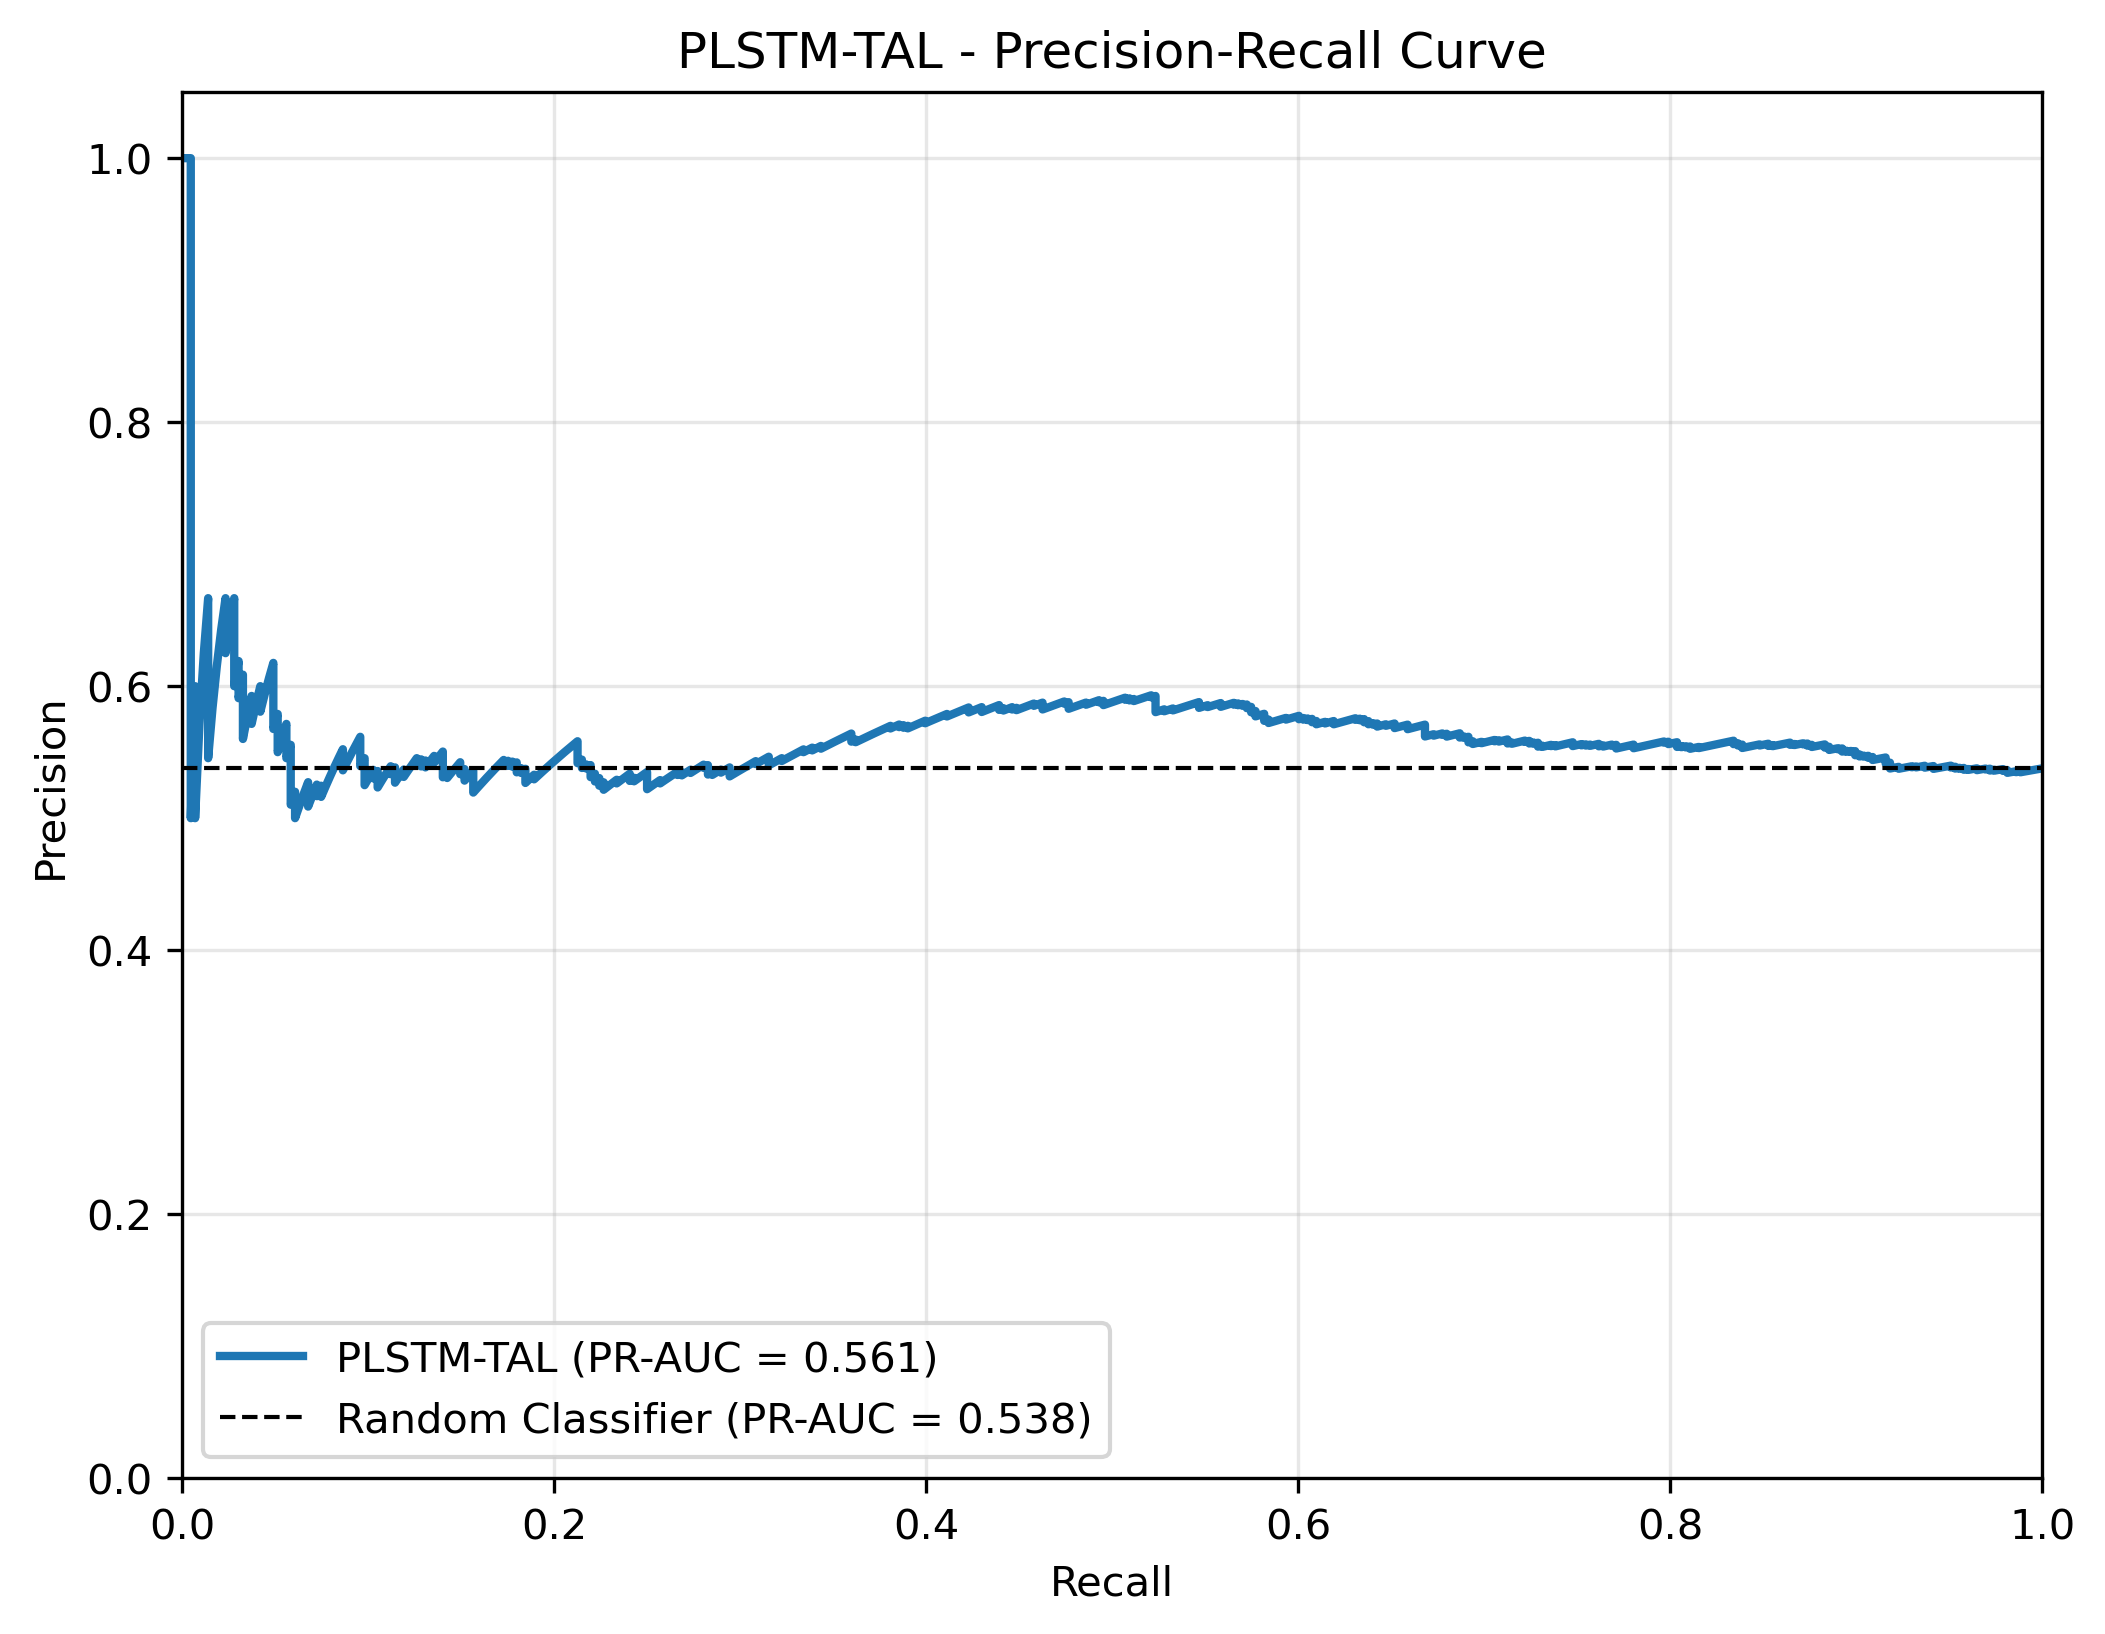 PLSTM-TAL - Precision-Recall Curve
1.0
0.8
0.6
0.4
0.2
0.0
Precision
PLSTM-TAL (PR-AUC = 0.561)
Random Classifier (PR-AUC = 0.538)
0.0 0.2 0.4 0.6 0.8 1.0
Recall